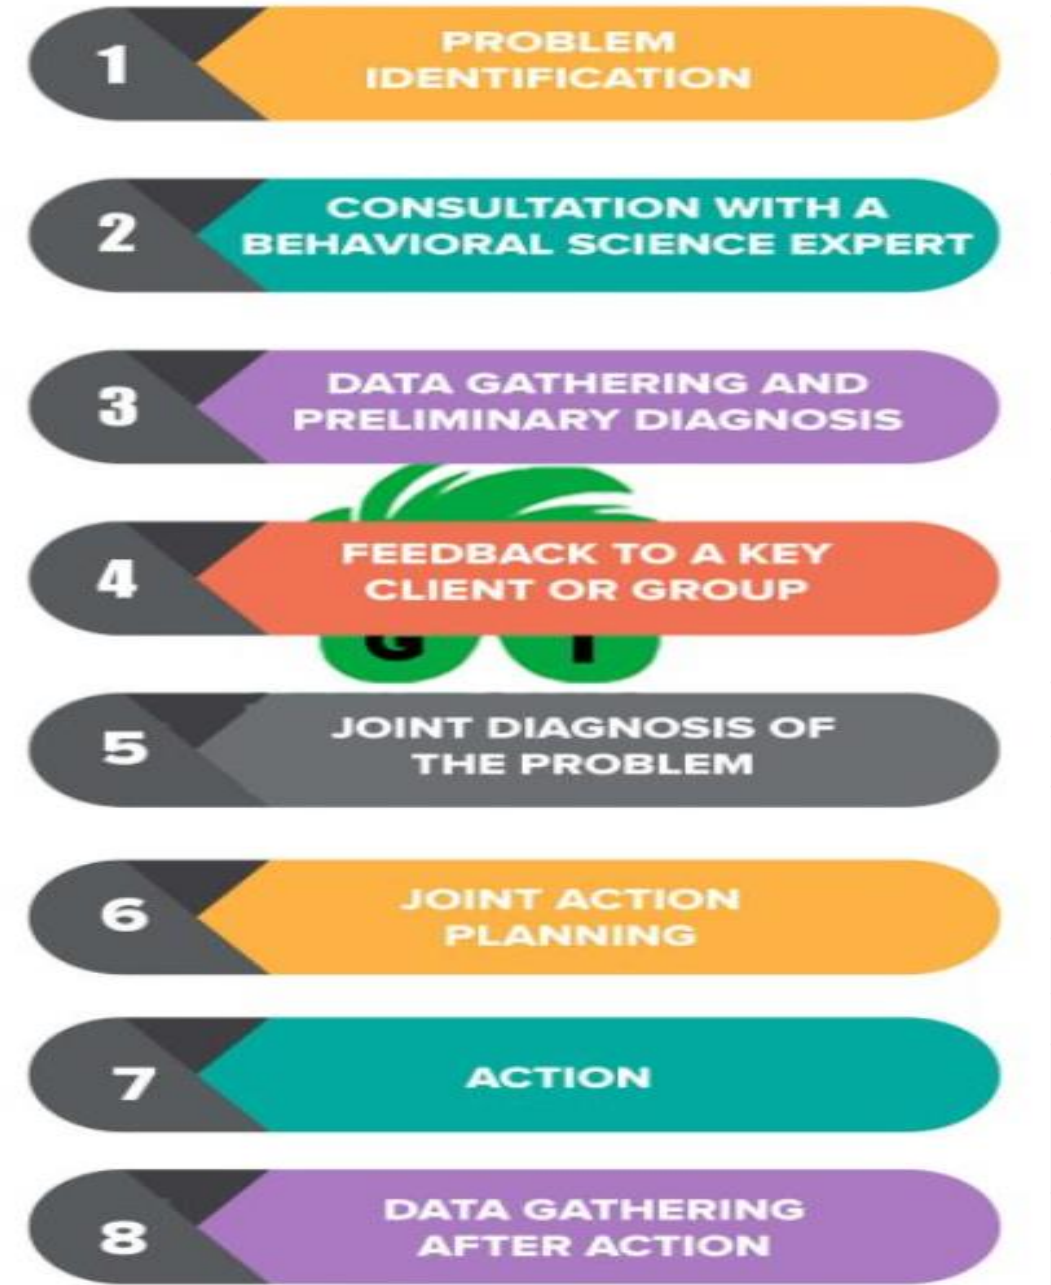 1
PROBLEM
IDENTIFICATION
2
CONSULTATION WITH A
BEHAVIORAL SCIENCE EXPERT
3
DATA GATHERING AND
PRELIMINARY DIAGNOSIS
4
FEEDBACK TO A KEY
CLIENT OR GROUP
G I
5
JOINT DIAGNOSIS OF
THE PROBLEM
6
JOINT ACTION
PLANNING
7
ACTION
8
DATA GATHERING
AFTER ACTION